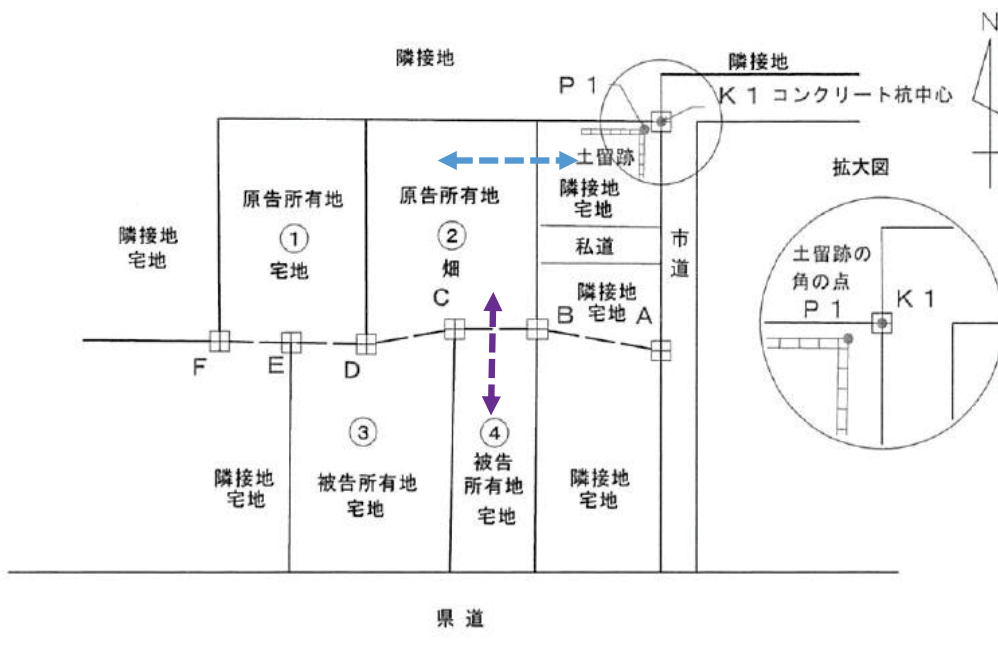 N
隣接地
隣接地
P1
K1 コンクリート杭中心
土留跡
拡大図
原告所有地
①
宅地
原告所有地
②
畑
隣接地
宅地
隣接地
宅地
私道
市道
隣接地
宅地
土留跡の
角の点
P1
K1
C
B
A
F
E
D
③
被告所有地
宅地
④
被告
所有地
宅地
隣接地
宅地
隣接地
宅地
県道